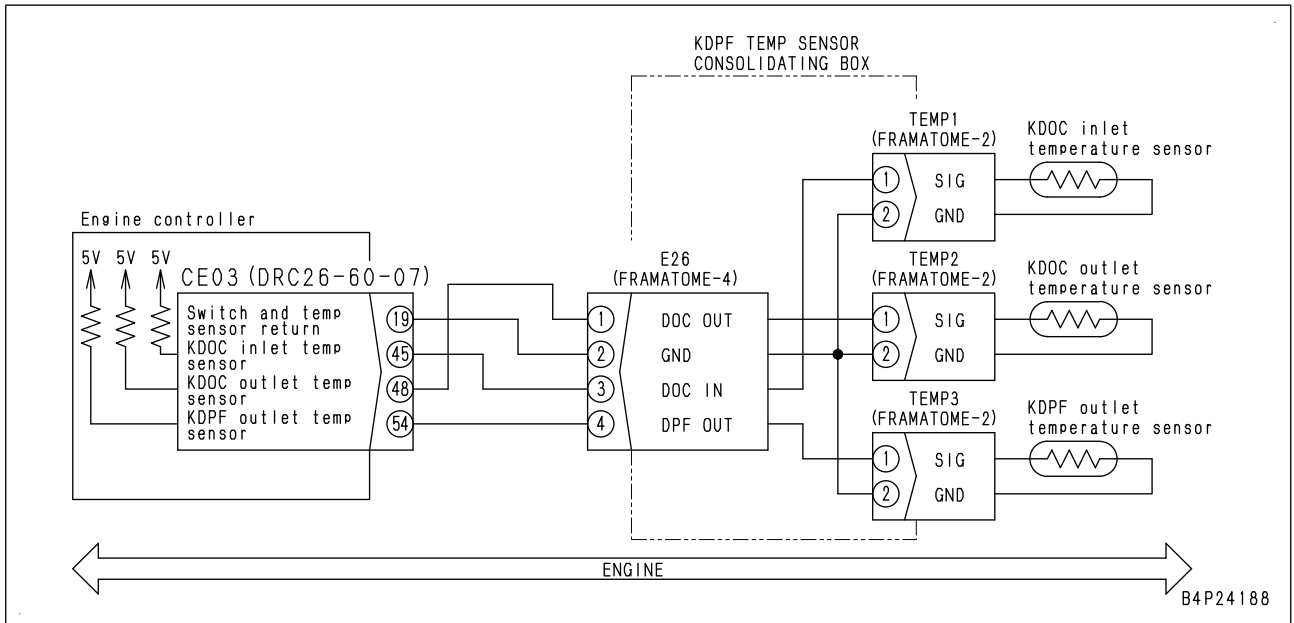 KDPF TEMP SENSOR
CONSOLIDATING BOX
TEMP1
(FRAMATOME-2)
1 SIG
2 GND
KDOC inlet
temperature sensor
Engine controller
5V 5V 5V
CE03(DRC26-60-07)
Switch and temp
sensor return
19
KDOC inlet temp
sensor
45
KDOC outlet temp
sensor
48
KDPF outlet temp
sensor
54
E26
(FRAMATOME-4)
1 DOC OUT
2 GND
3 DOC IN
4 DPF OUT
TEMP2
(FRAMATOME-2)
1 SIG
2 GND
KDOC outlet
temperature sensor
TEMP3
(FRAMATOME-2)
1 SIG
2 GND
KDPF outlet
temperature sensor
ENGINE
B4P24188